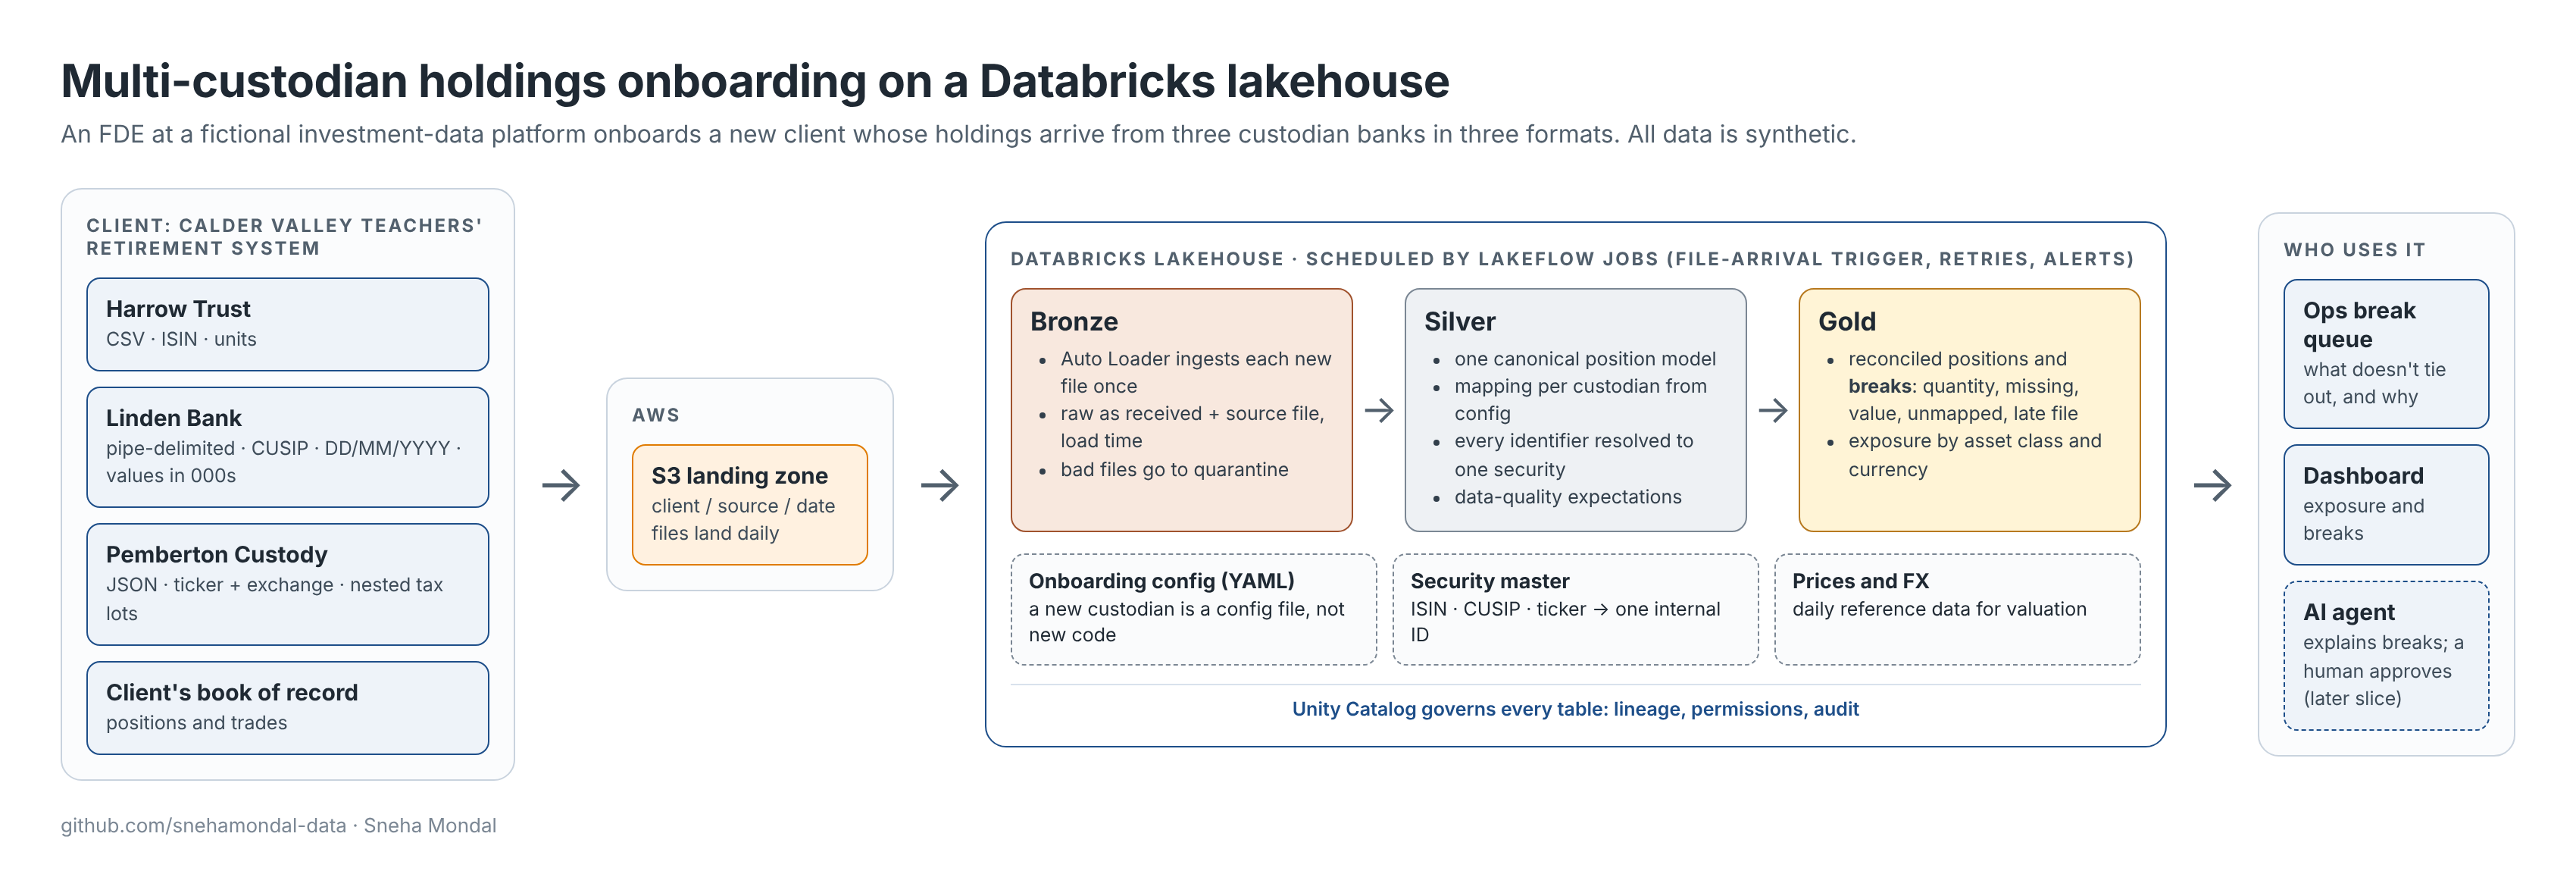 Multi-custodian holdings onboarding on a Databricks lakehouse
An FDE at a fictional investment-data platform onboards a new client whose holdings arrive from three custodian banks in three formats. All data is synthetic.
CLIENT: CALDER VALLEY TEACHERS'
RETIREMENT SYSTEM
Harrow Trust
CSV · ISIN · units
Linden Bank
pipe-delimited · CUSIP · DD/MM/YYYY ·
values in 000s
Pemberton Custody
JSON · ticker + exchange · nested tax
lots
Client's book of record
positions and trades
→
AWS
S3 landing zone
client / source / date
files land daily
→
DATABRICKS LAKEHOUSE · SCHEDULED BY LAKEFLOW JOBS (FILE-ARRIVAL TRIGGER, RETRIES, ALERTS)
Bronze
• Auto Loader ingests each new
file once
• raw as received + source file,
load time
• bad files go to quarantine
→
Silver
• one canonical position model
• mapping per custodian from
config
• every identifier resolved to
one security
• data-quality expectations
→
Gold
• reconciled positions and
breaks: quantity, missing,
value, unmapped, late file
• exposure by asset class and
currency
Onboarding config (YAML)
a new custodian is a config file, not
new code
Security master
ISIN · CUSIP · ticker → one internal
ID
Prices and FX
daily reference data for valuation
Unity Catalog governs every table: lineage, permissions, audit
→
WHO USES IT
Ops break
queue
what doesn't tie
out, and why
Dashboard
exposure and
breaks
AI agent
explains breaks; a
human approves
(later slice)
github.com/snehamondal-data · Sneha Mondal